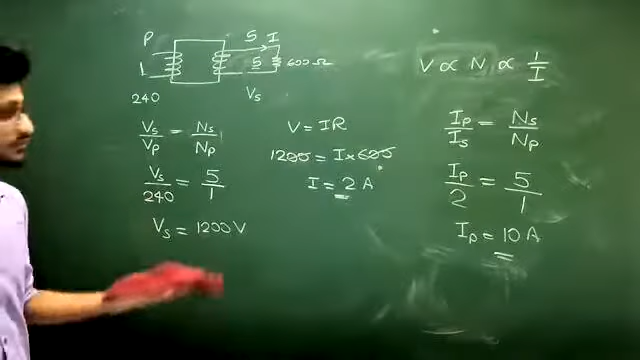 P S I
1 5 600 Ω
240 Vs
Vs/Vp = Ns/Np
Vs/240 = 5/1
Vs = 1200V
V = IR
1200 = I×600
I = 2 A
V ∝ N ∝ 1/I
Ip/Is = Ns/Np
Ip/2 = 5/1
Ip = 10 A